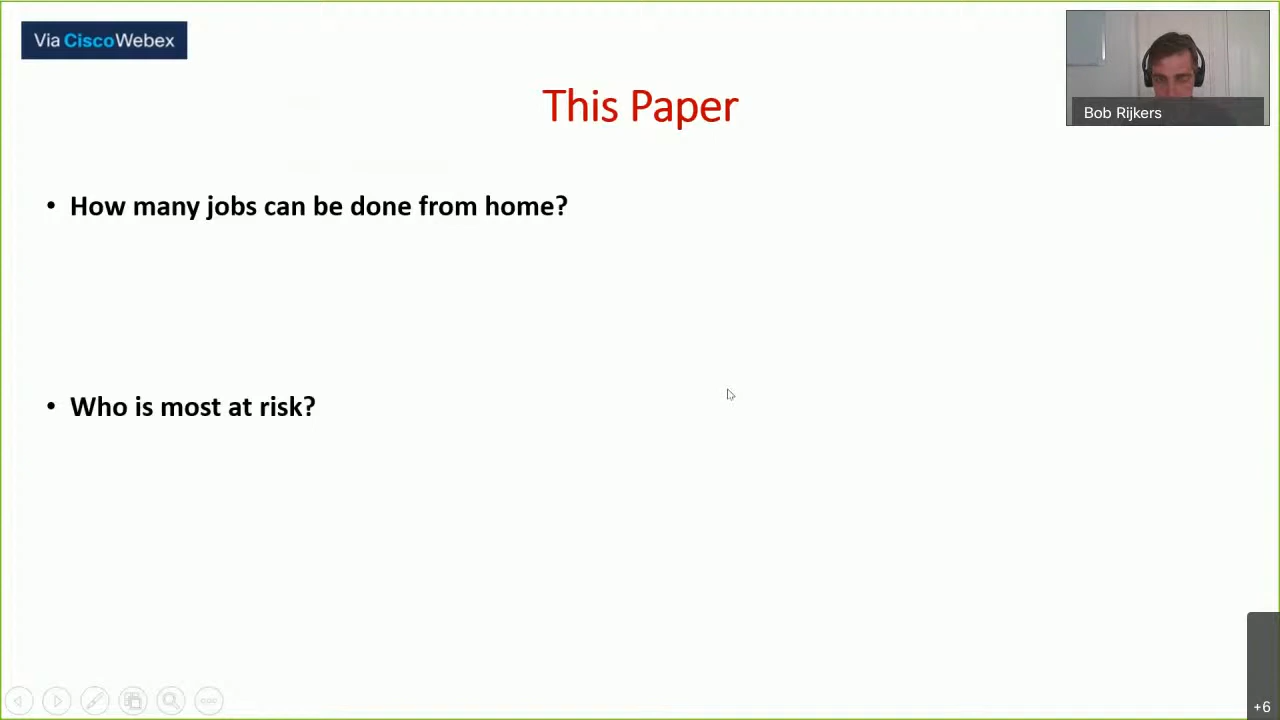 Via CiscoWebex
Bob Rijkers
This Paper
• How many jobs can be done from home?
• Who is most at risk?
+6